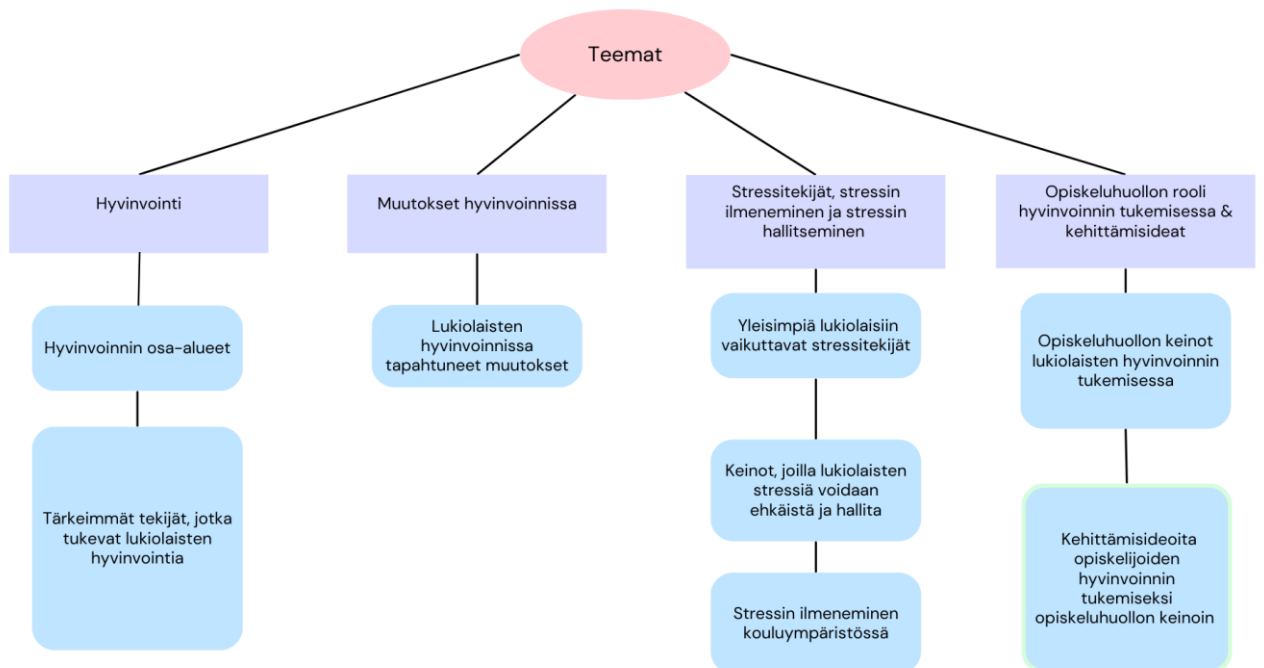 Teemat
Hyvinvointi
Muutokset hyvinvoinnissa
Stressitekijät, stressin
ilmeneminen ja stressin
hallitseminen
Opiskeluhuollon rooli
hyvinvoinnin tukemisessa &
kehittämisideat
Hyvinvoinnin osa-alueet
Tärkeimmät tekijät, jotka
tukevat lukiolaisten
hyvinvointia
Lukiolaisten
hyvinvoinnissa
tapahtuneet muutokset
Yleisimpiä lukiolaisiin
vaikuttavat stressitekijät
Keinot, joilla lukiolaisten
stressiä voidaan
ehkäistä ja hallita
Stressin ilmeneminen
kouluympäristössä
Opiskeluhuollon keinot
lukiolaisten hyvinvoinnin
tukemisessa
Kehittämisideoita
opiskelijoiden
hyvinvoinnin
tukemiseksi
opiskeluhuollon keinoin